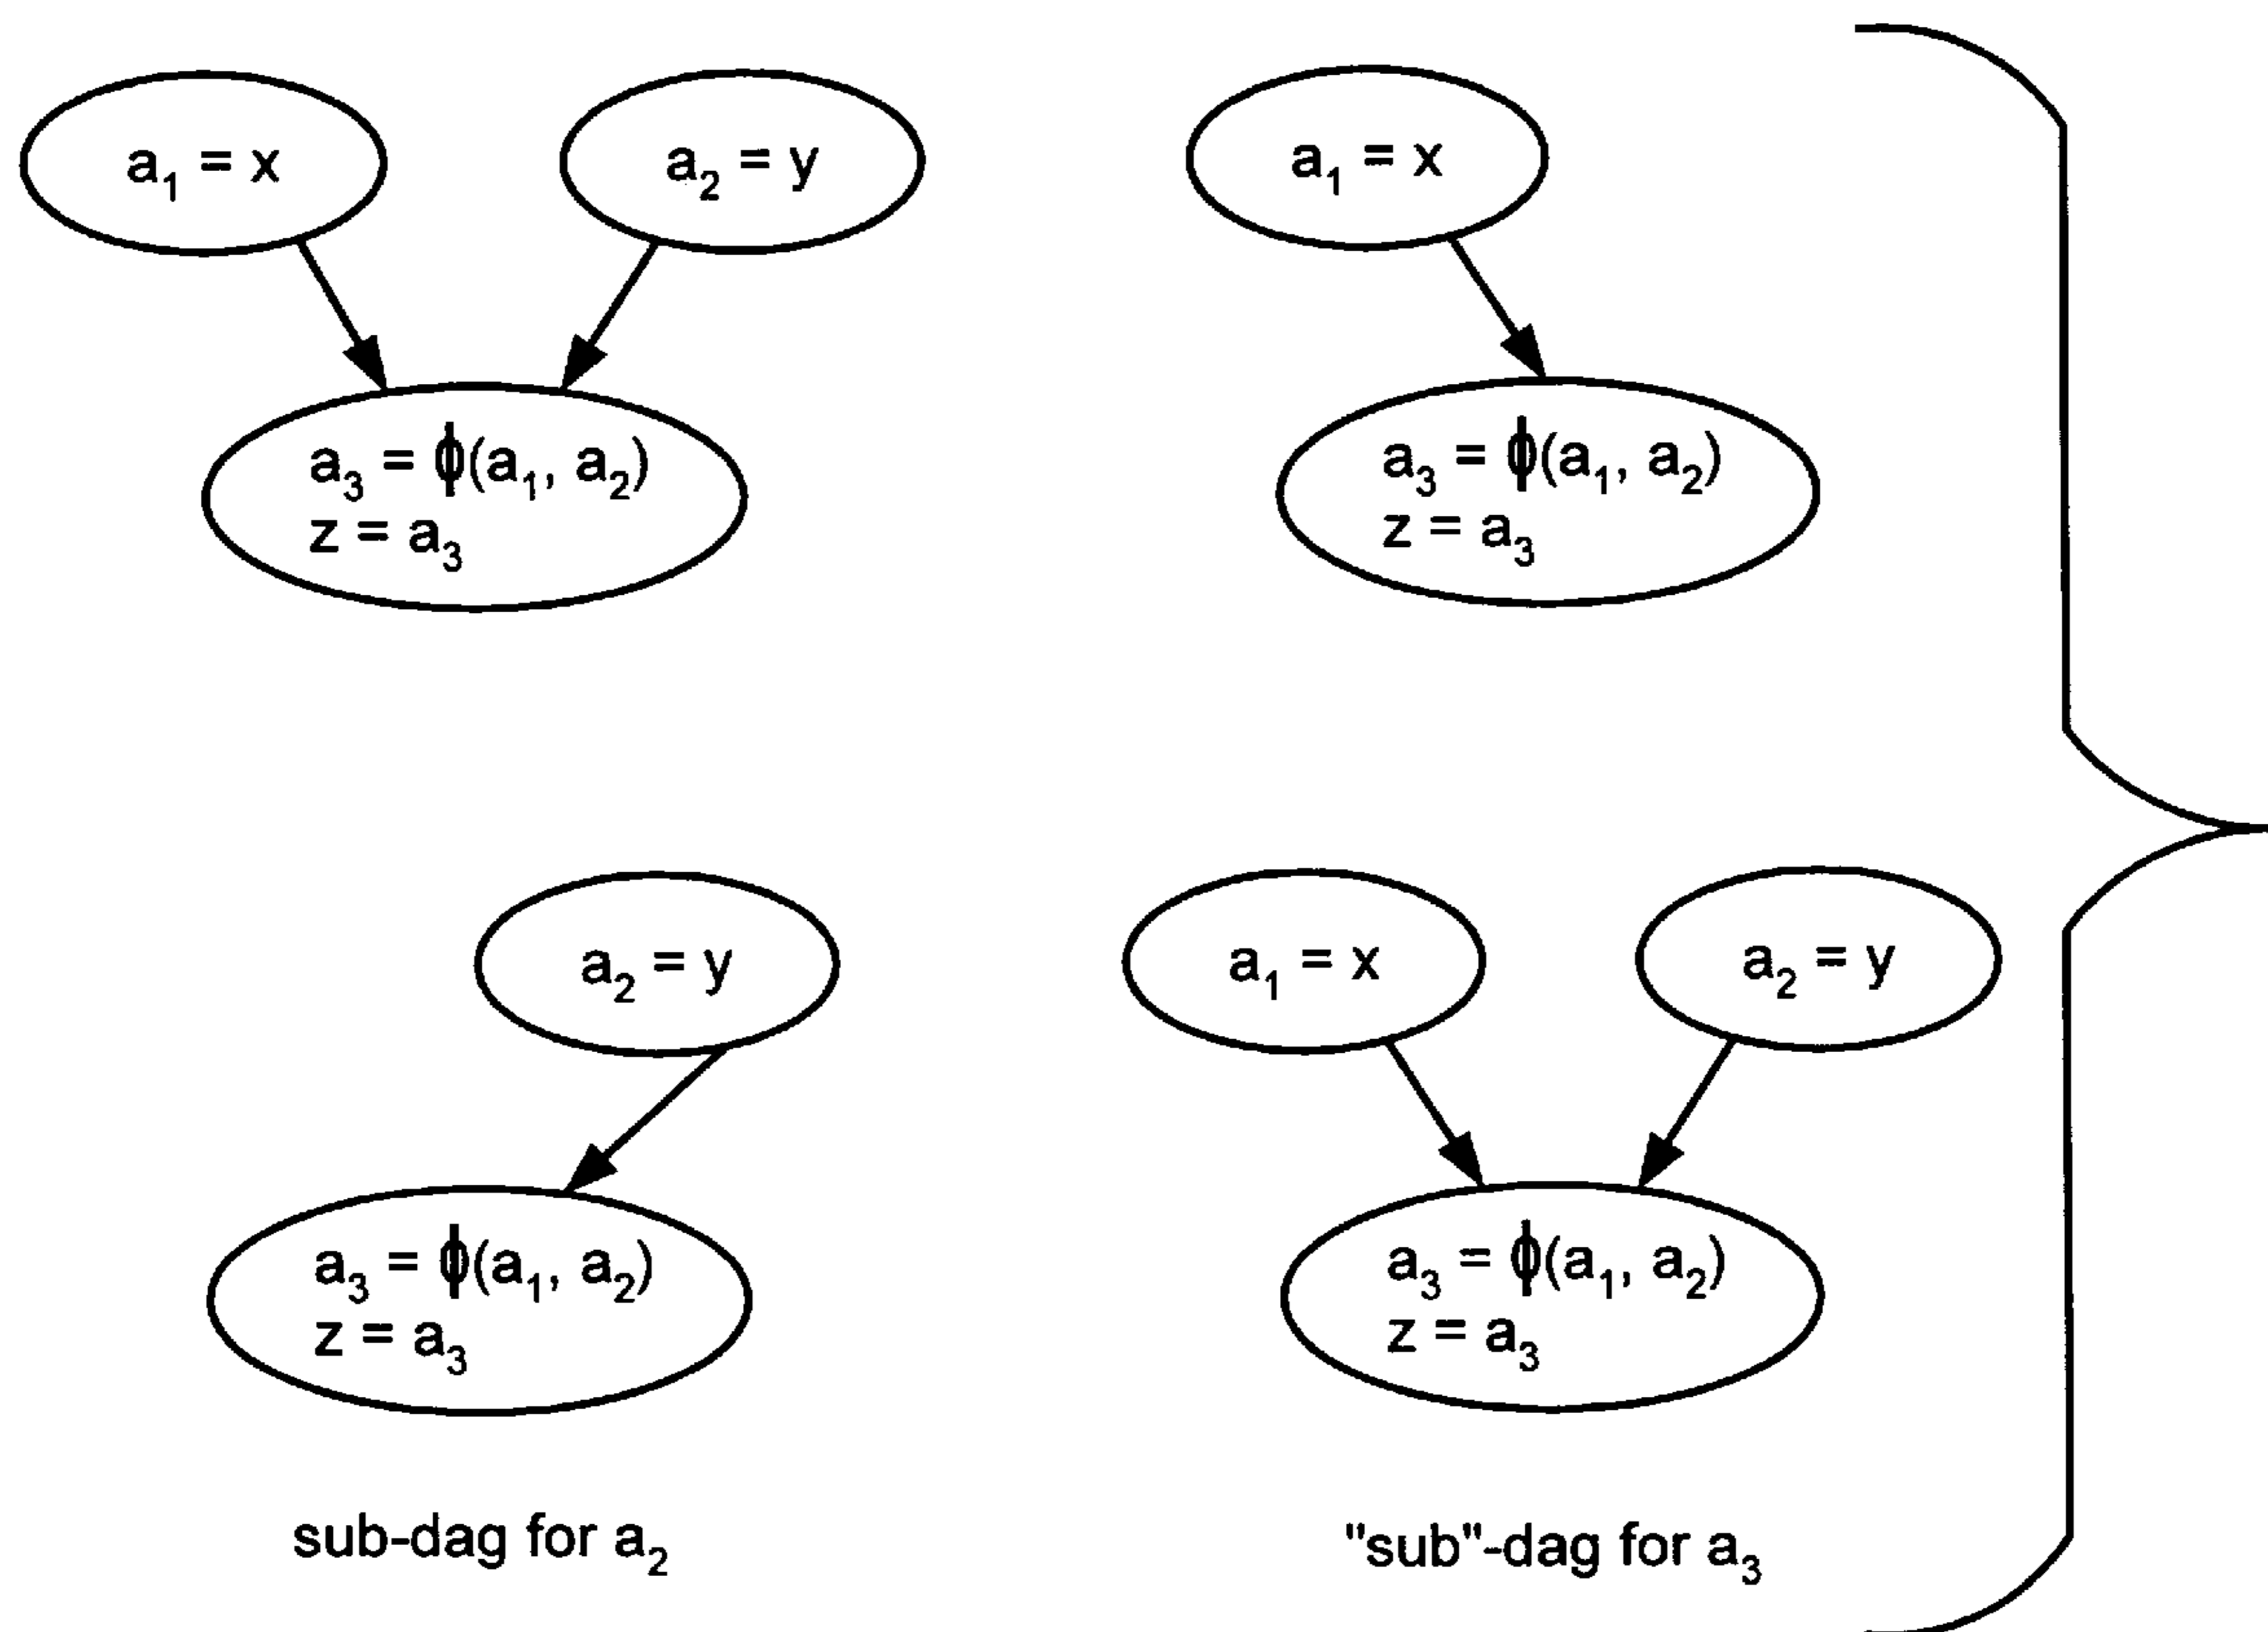 a₁ = x
a₂ = y
a₃ = ϕ(a₁, a₂)
z = a₃
a₁ = x
a₃ = ϕ(a₁, a₂)
z = a₃
a₂ = y
a₃ = ϕ(a₁, a₂)
z = a₃
sub-dag for a₂
a₁ = x
a₂ = y
a₃ = ϕ(a₁, a₂)
z = a₃
"sub"-dag for a₃